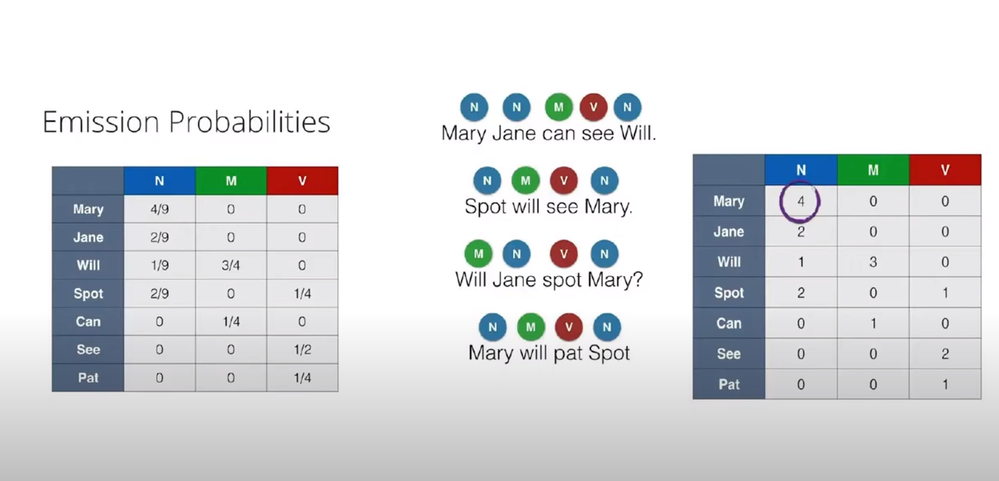 Emission Probabilities
N M V
Mary 4/9 0 0
Jane 2/9 0 0
Will 1/9 3/4 0
Spot 2/9 0 1/4
Can 0 1/4 0
See 0 0 1/2
Pat 0 0 1/4
N N M V N
Mary Jane can see Will.
N M V N
Spot will see Mary.
M N V N
Will Jane spot Mary?
N M V N
Mary will pat Spot
N M V
Mary 4 0 0
Jane 2 0 0
Will 1 3 0
Spot 2 0 1
Can 0 1 0
See 0 0 2
Pat 0 0 1